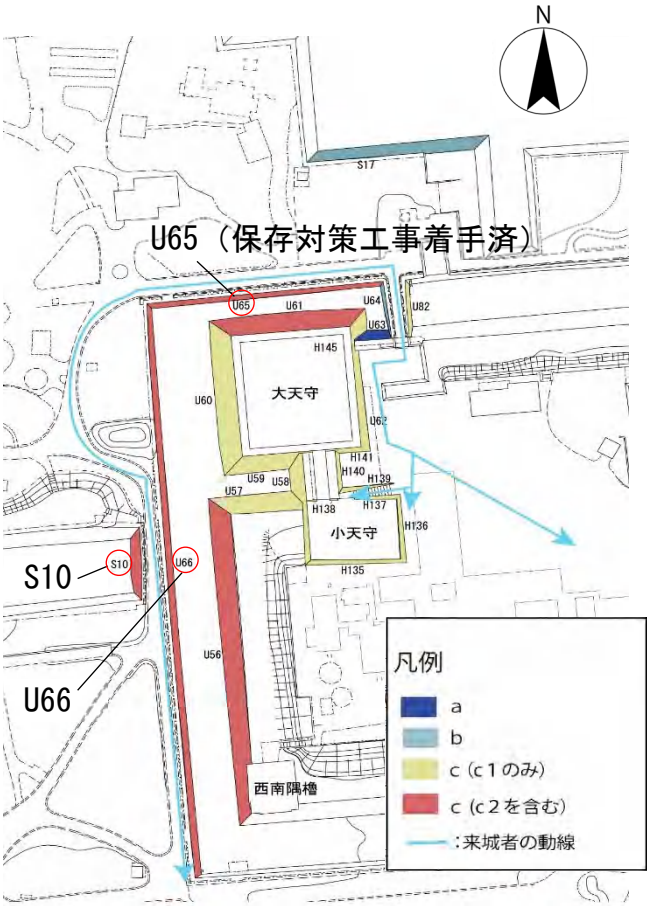 N
S17
U65（保存対策工事着手済）
U65
U61
U64
U82
U63
H145
大天守
U60
U62
H141
U59
U58
H140
H139
U57
H138
H137
小天守
H136
S10
S10
U66
H135
U66
U56
西南隅櫓
凡例
a
b
c (c1のみ)
c (c2を含む)
：来城者の動線